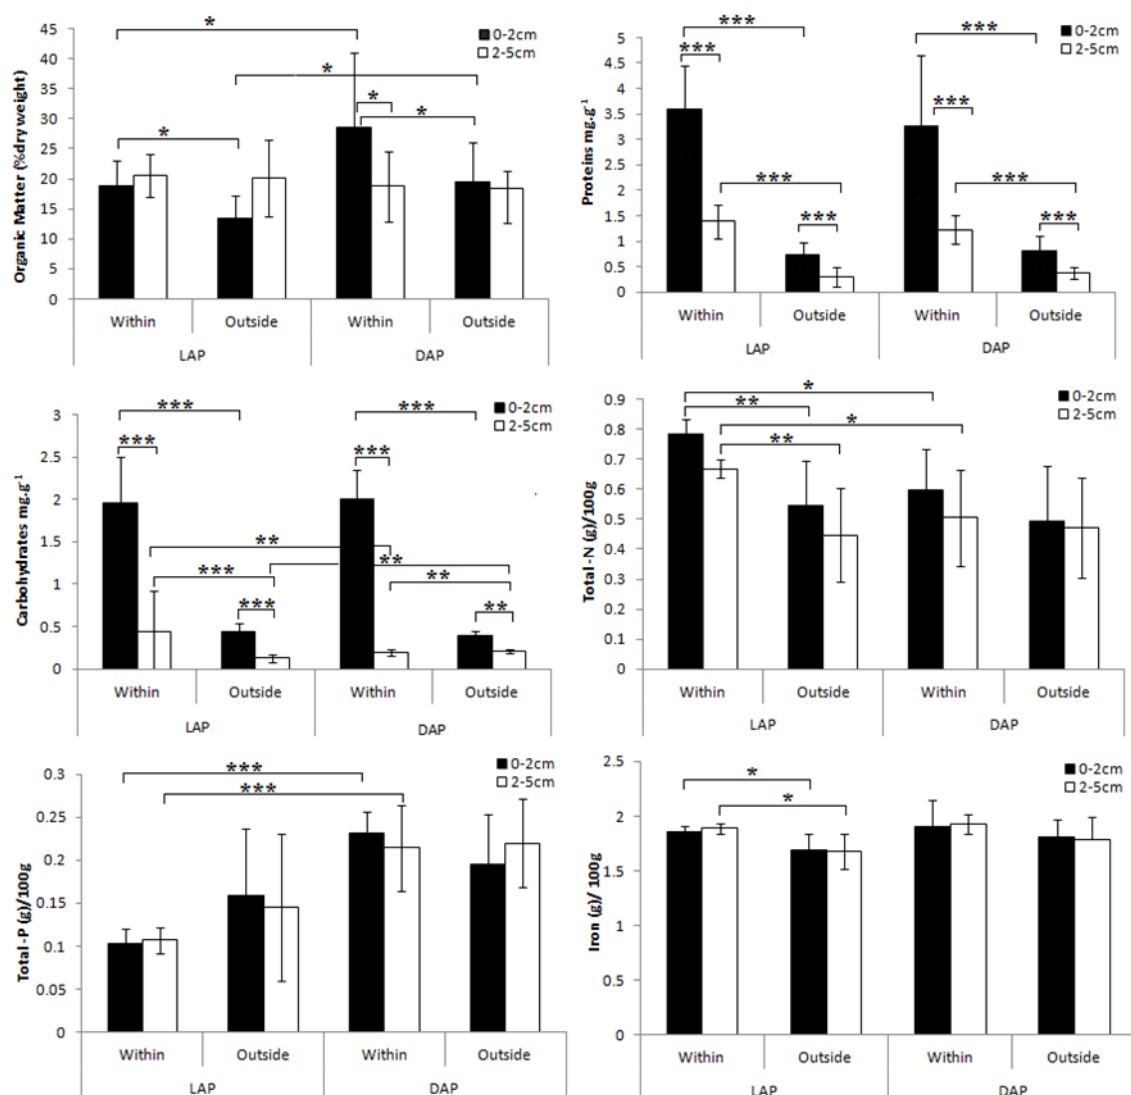 *
0-2cm
2-5cm
*
*
*
*
Organic Matter (%dryweight)
45
40
35
30
25
20
15
10
5
0
Within Outside Within Outside
LAP DAP
***
***
0-2cm
2-5cm
***
***
***
***
***
***
Proteins mg.g-1
5
4.5
4
3.5
3
2.5
2
1.5
1
0.5
0
Within Outside Within Outside
LAP DAP
***
***
0-2cm
2-5cm
***
***
**
**
***
**
***
**
Carbohydrates mg.g-1
3
2.5
2
1.5
1
0.5
0
Within Outside Within Outside
LAP DAP
*
**
*
**
0-2cm
2-5cm
Total -N (g)/100g
0.9
0.8
0.7
0.6
0.5
0.4
0.3
0.2
0.1
0
Within Outside Within Outside
LAP DAP
***
***
0-2cm
2-5cm
Total -P (g)/100g
0.3
0.25
0.2
0.15
0.1
0.05
0
Within Outside Within Outside
LAP DAP
*
*
0-2cm
2-5cm
Iron (g)/ 100g
2.5
2
1.5
1
0.5
0
Within Outside Within Outside
LAP DAP